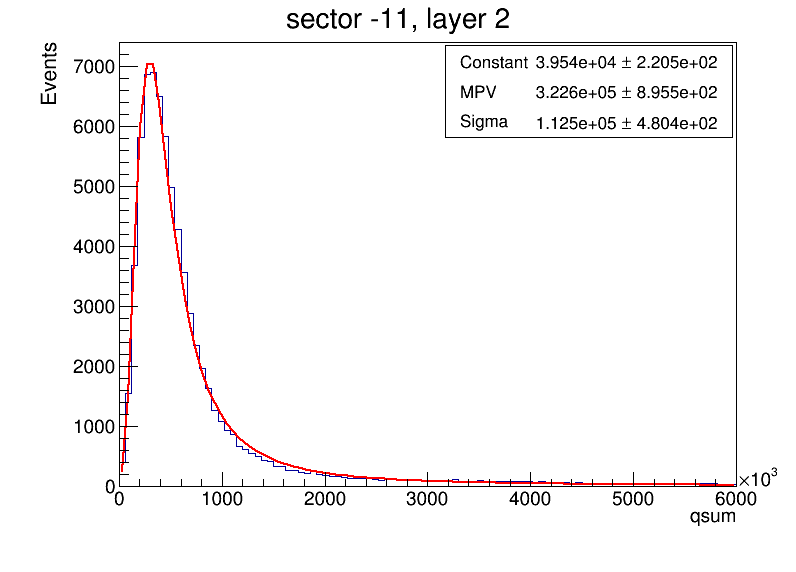 sector -11, layer 2
Events
Constant 3.954e+04 ± 2.205e+02
MPV 3.226e+05 ± 8.955e+02
Sigma 1.125e+05 ± 4.804e+02
7000
6000
5000
4000
3000
2000
1000
0
0 1000 2000 3000 4000 5000 6000 ×10³
qsum